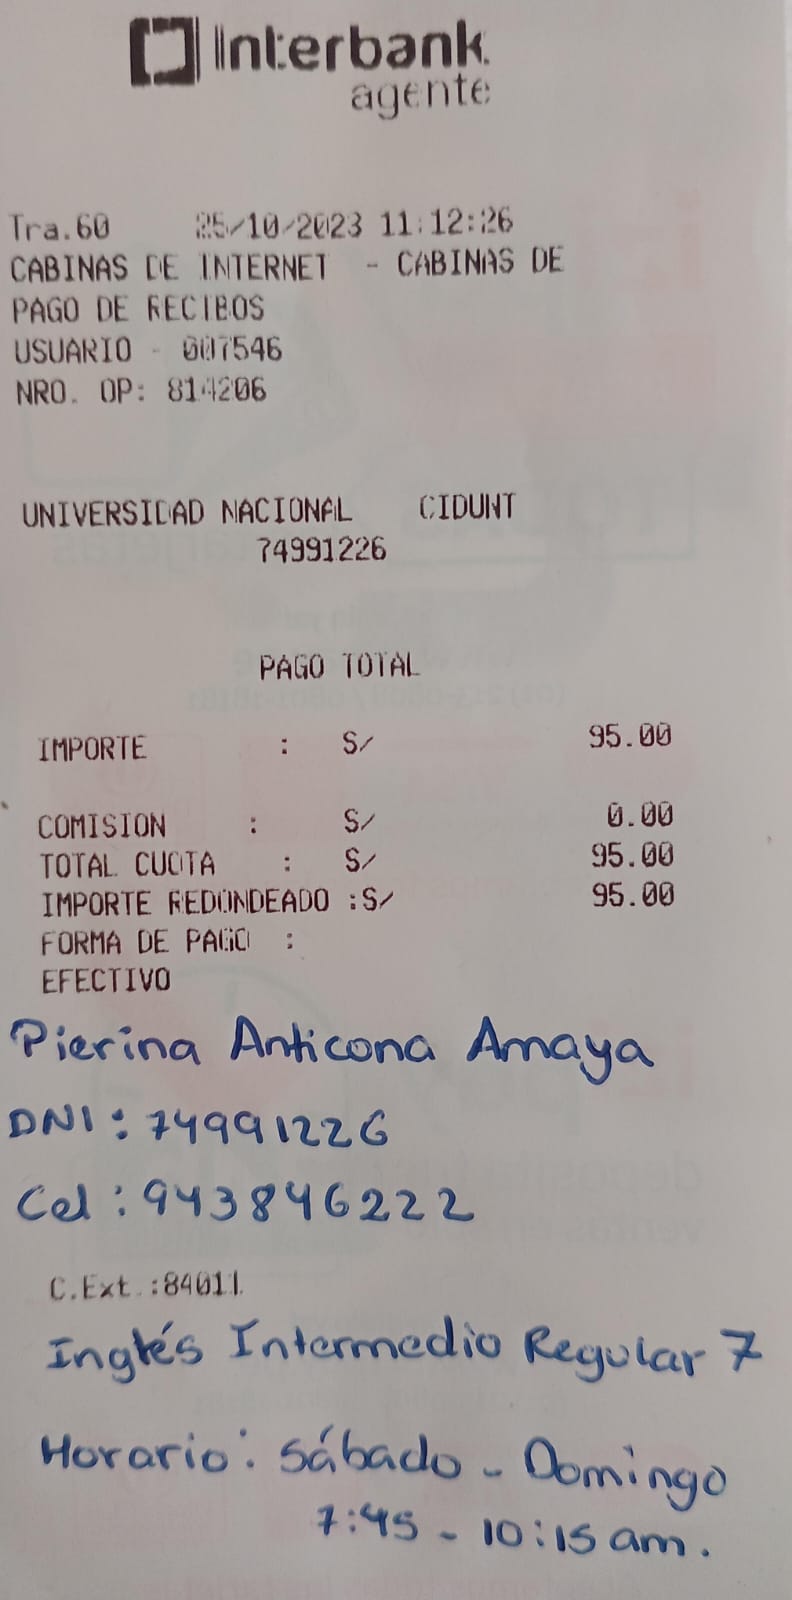 Interbank
agente
Tra.60 25/10/2023 11:12:26
CABINAS DE INTERNET - CABINAS DE
PAGO DE RECIBOS
USUARIO - 007546
NRO. OP: 814206
UNIVERSIDAD NACIONAL CIDUNT
74991226
PAGO TOTAL
IMPORTE : S/ 95.00
COMISION : S/ 0.00
TOTAL CUOTA : S/ 95.00
IMPORTE REDONDEADO :S/ 95.00
FORMA DE PAGO :
EFECTIVO
Pierina Anticona Amaya
DNI: 74991226
Cel: 943846222
C.Ext.:84011
Inglés Intermedio Regular 7
Horario: Sábado - Domingo
7:45 - 10:15 am.